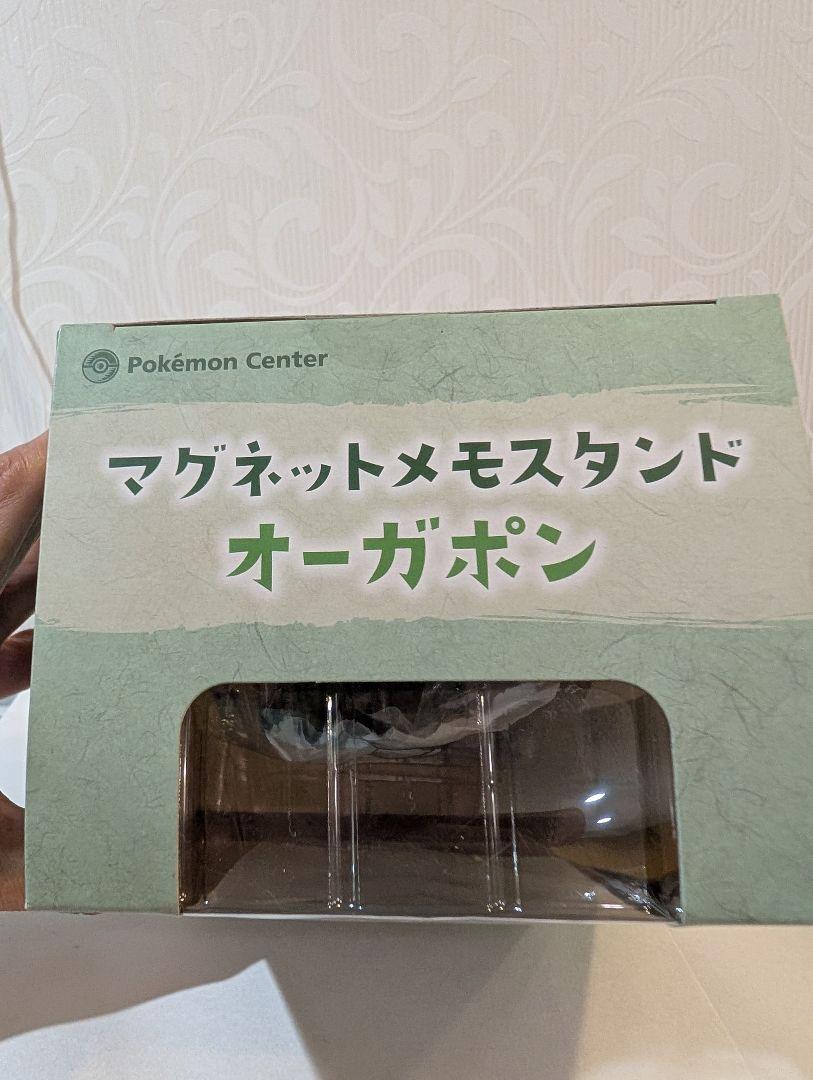 Pokémon Center
マグネットメモスタンド
オーガポン